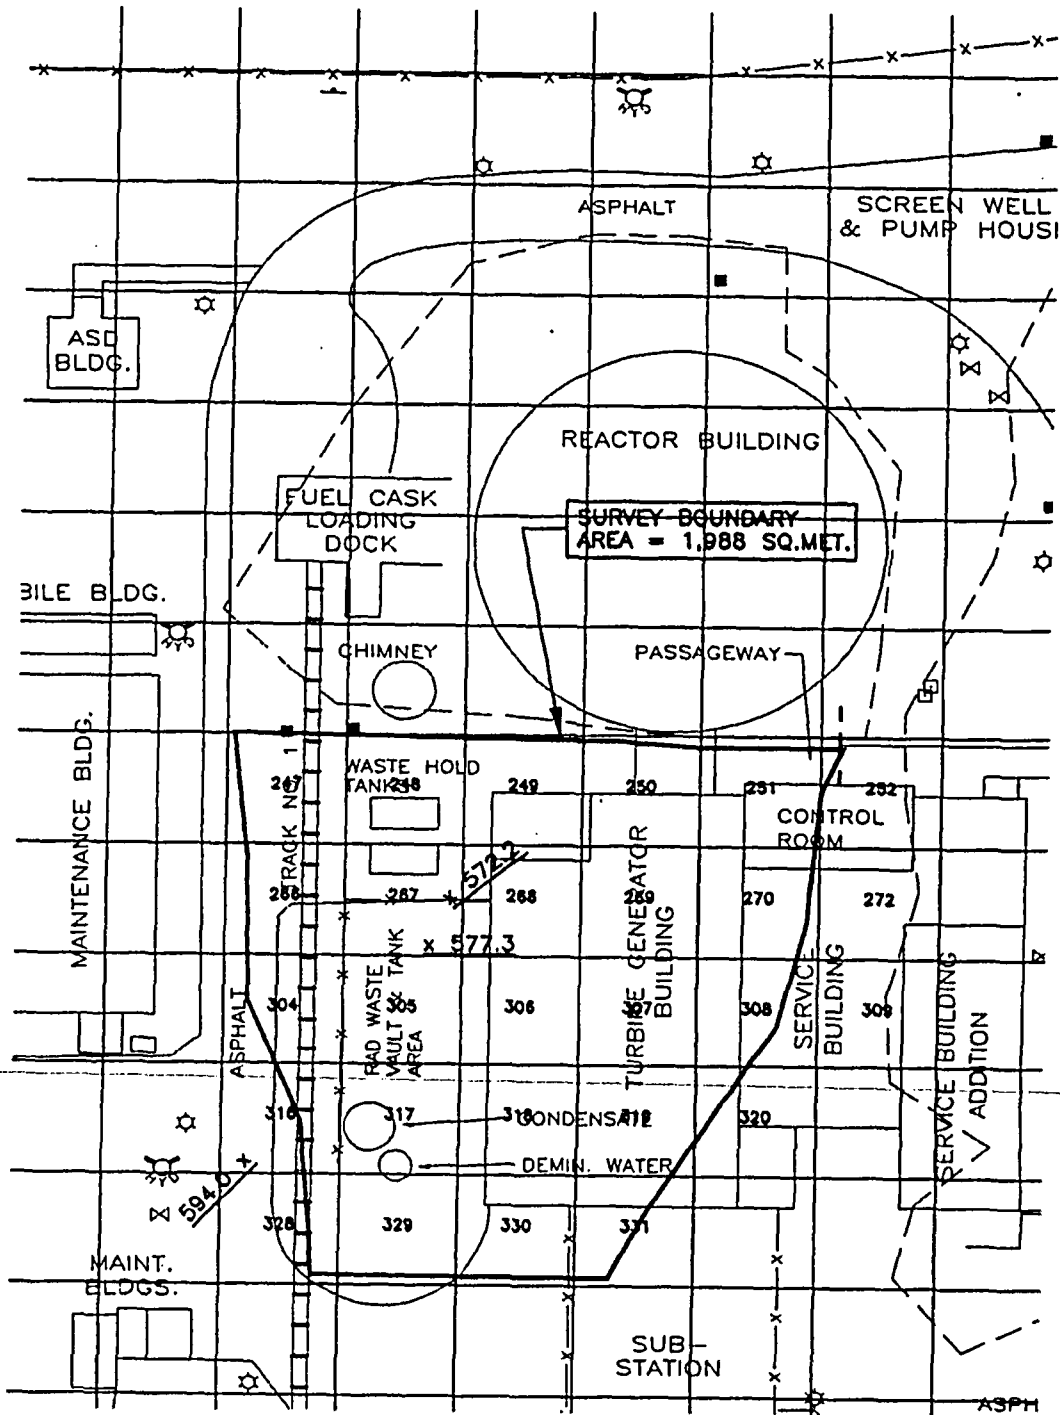 ASPHALT
SCREEN WELL
& PUMP HOUSI
ASD
BLDG.
REACTOR BUILDING
FUEL CASK
LOADING
DOCK
SURVEY BOUNDARY
AREA = 1,988 SQ.MET.
BILE BLDG.
CHIMNEY
PASSAGEWAY
MAINTENANCE BLDG.
TRACK NO 1
WASTE HOLD
TANKS
247
248
249
250
251
252
CONTROL
ROOM
572.2
266
267
268
269
270
272
x 577.3
TURBINE GENERATOR
BUILDING
SERVICE
BUILDING
SERVICE BUILDING
ADDITION
ASPHALT
RAD WASTE
VAULT & TANK
AREA
304
305
306
307
308
309
316
317
318
319
320
CONDENSATE
DEMIN. WATER
594.0 +
328
329
330
331
MAINT.
BLDGS.
SUB-
STATION
ASPH